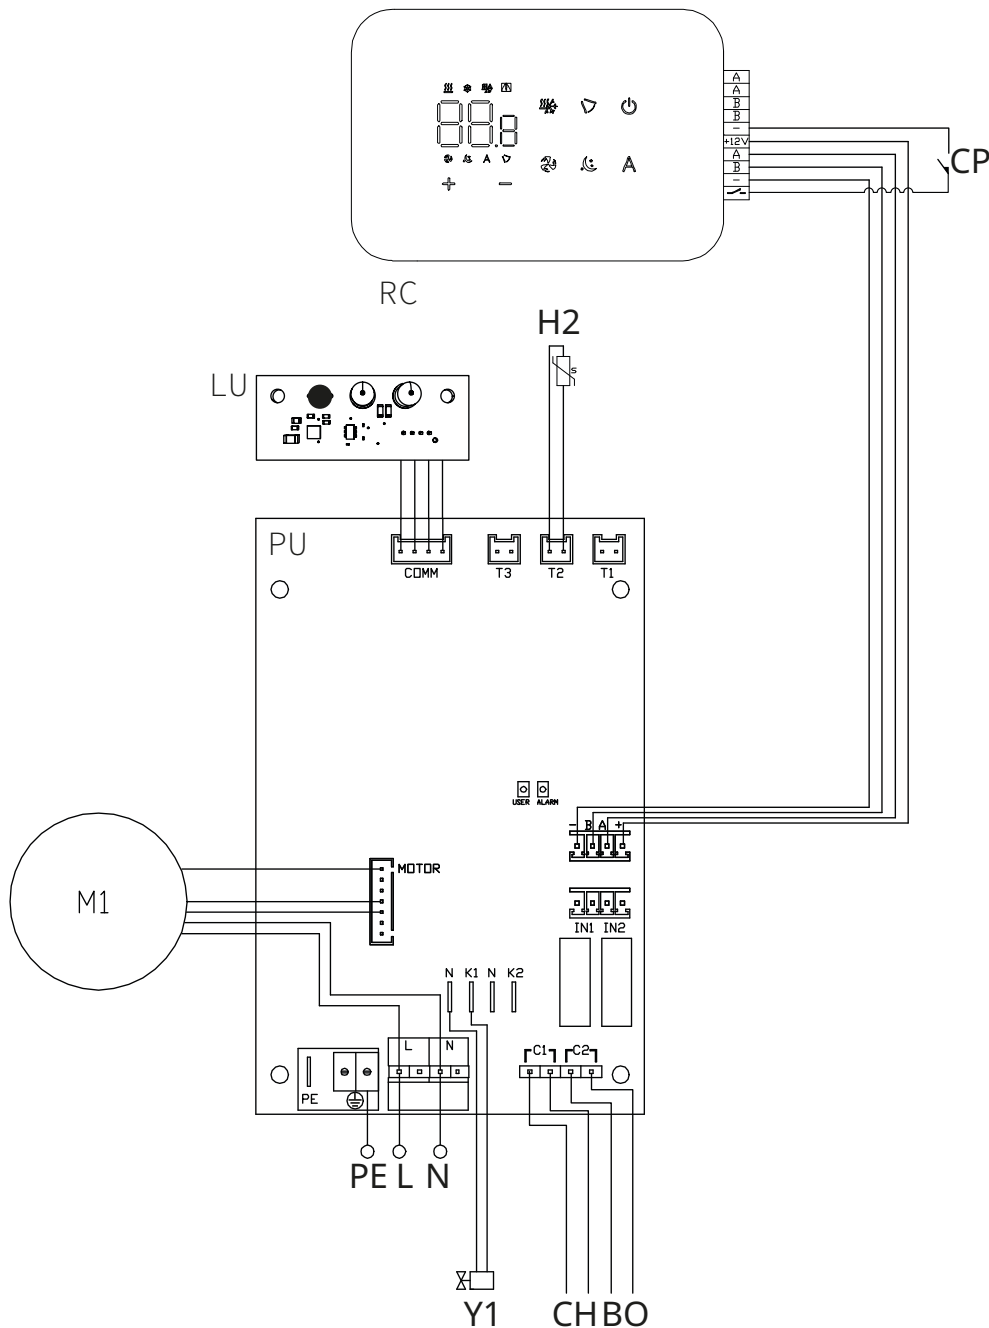 A
A
B
B
-
+12V
A
B
-
CP
88.8
A
A
+ -
RC
H2
S
LU
PU
COMM T3 T2 T1
USER ALARM
- B A +
MOTOR
M1
IN1 IN2
N K1 N K2
L N
C1 C2
PE
PE L N
Y1 CH BO